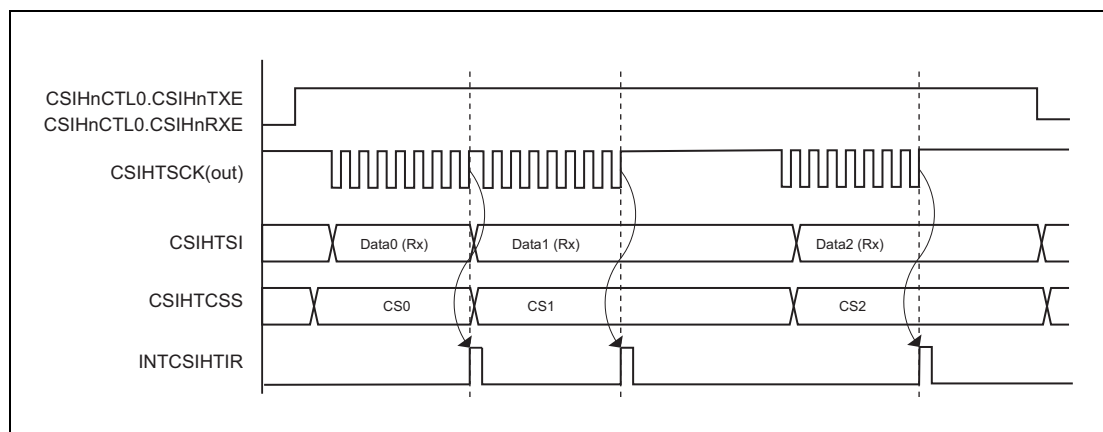 CSIHnCTL0.CSIHnTXE
CSIHnCTL0.CSIHnRXE
CSIHTSCK(out)
CSIHTSI
Data0 (Rx)
Data1 (Rx)
Data2 (Rx)
CSIHTCSS
CS0
CS1
CS2
INTCSIHTIR